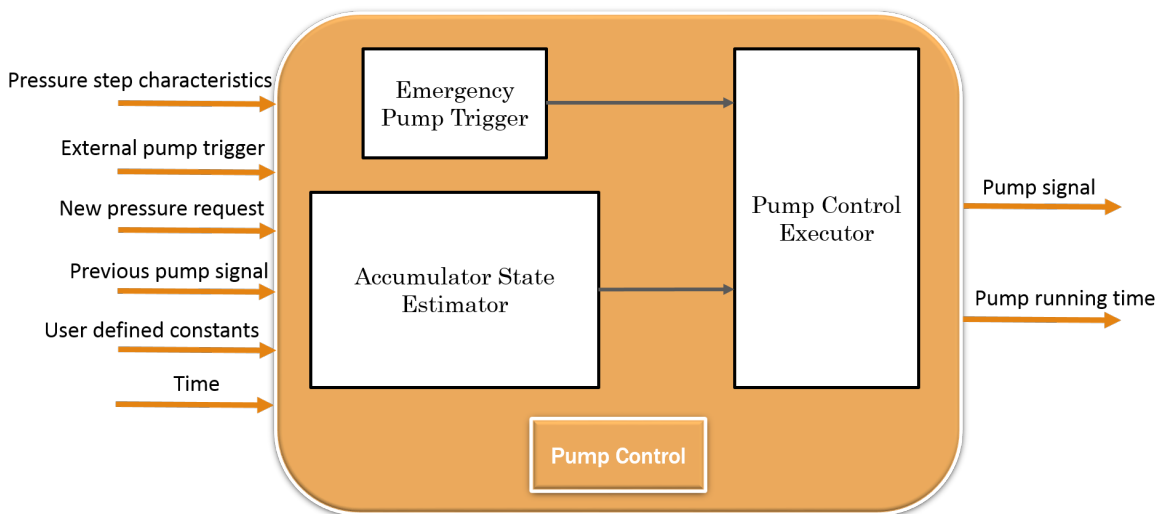 Pressure step characteristics
External pump trigger
New pressure request
Previous pump signal
User defined constants
Time
Emergency
Pump Trigger
Accumulator State
Estimator
Pump Control
Executor
Pump Control
Pump signal
Pump running time